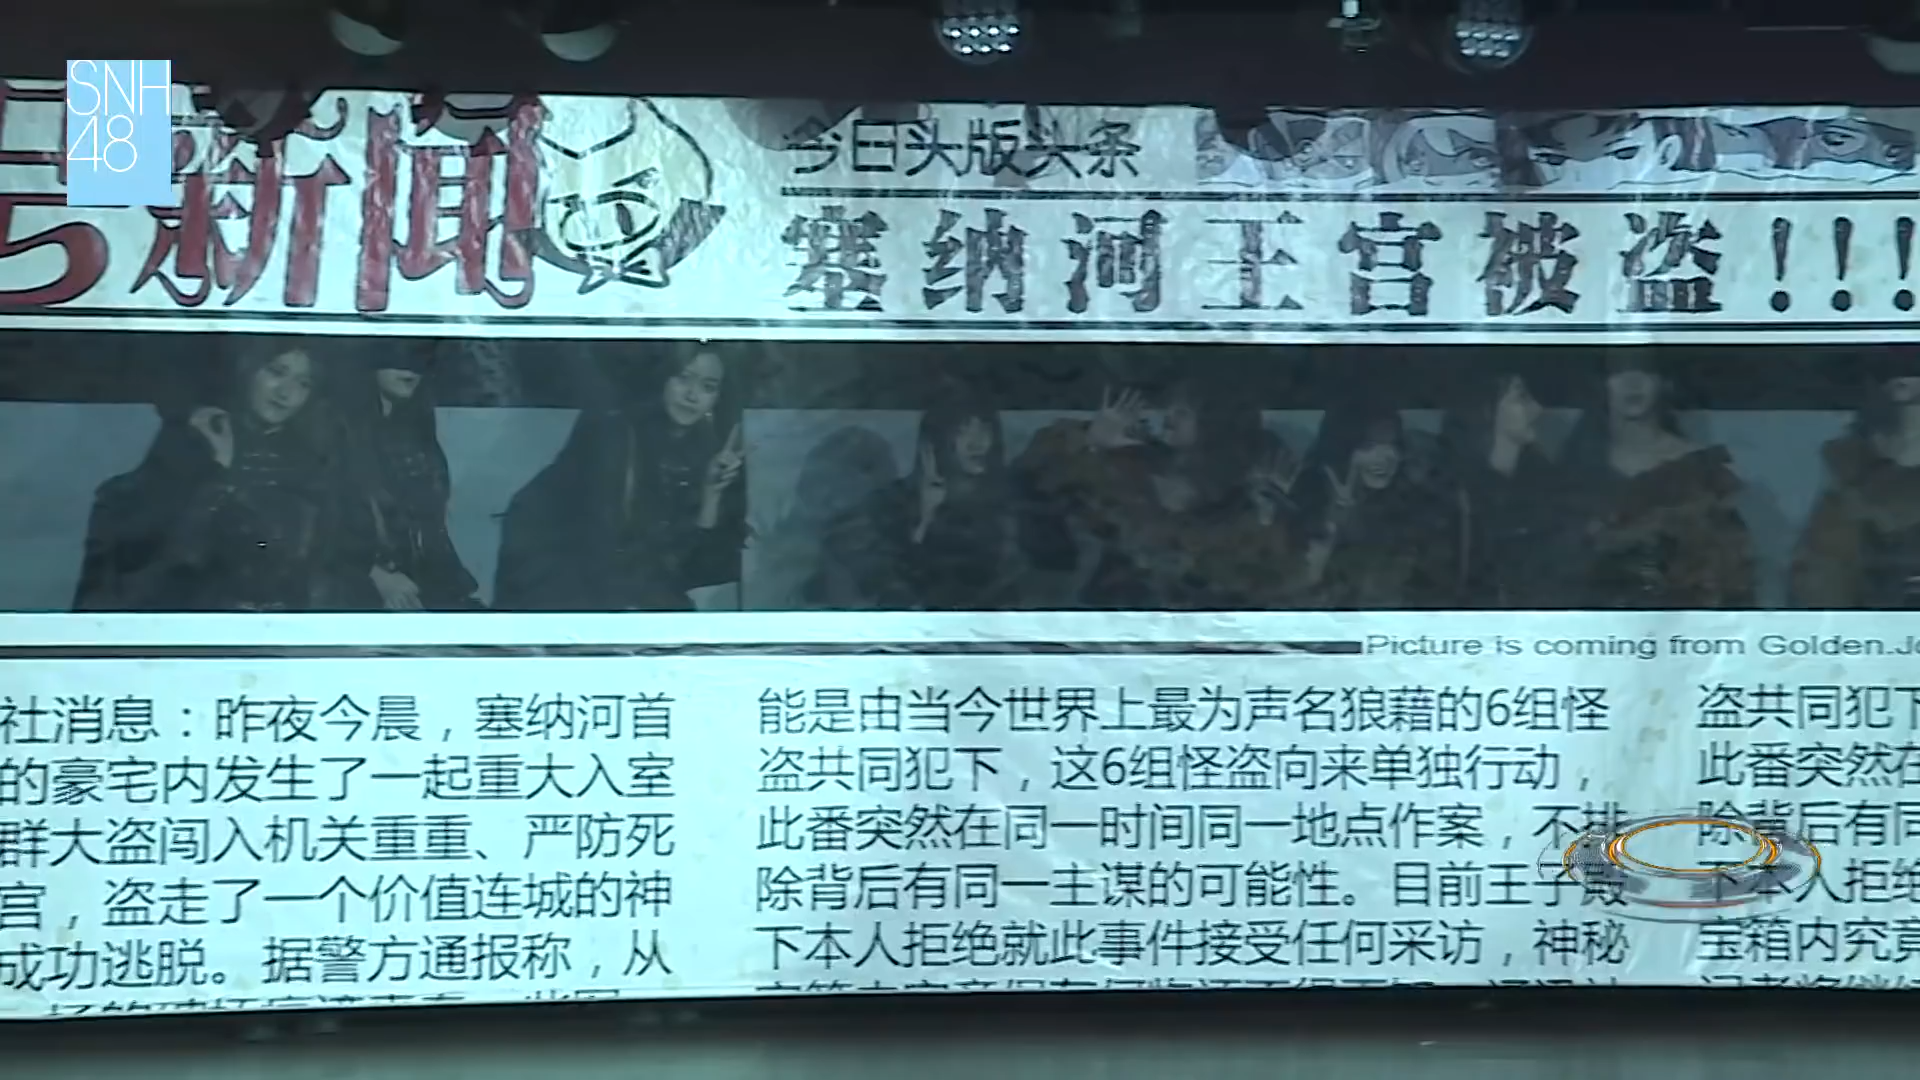 SNH
48
号新闻
今日头版头条
塞纳河王宫被盗!!!
Picture is coming from Golden.Jo
社消息：昨夜今晨，塞纳河首
的豪宅内发生了一起重大入室
群大盗闯入机关重重、严防死
宫，盗走了一个价值连城的神
成功逃脱。据警方通报称，从
能是由当今世界上最为声名狼藉的6组怪
盗共同犯下，这6组怪盗向来单独行动，
此番突然在同一时间同一地点作案，不排
除背后有同一主谋的可能性。目前王子殿
下本人拒绝就此事件接受任何采访，神秘
盗共同犯下
此番突然在
除背后有同
下本人拒绝
宝箱内究竟